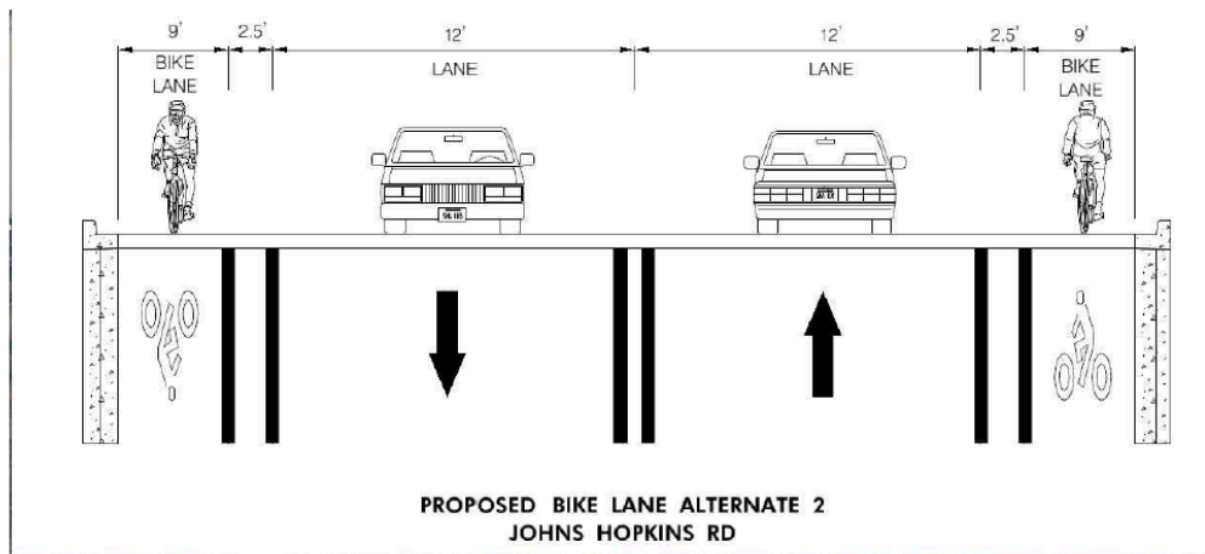 9' 2.5' 12' 12' 2.5' 9'
BIKE LANE LANE BIKE
LANE LANE
PROPOSED BIKE LANE ALTERNATE 2
JOHNS HOPKINS RD